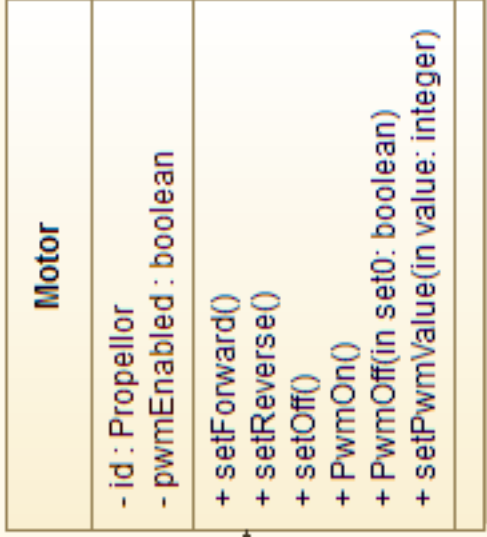 Motor
- id : Propellor
- pwmEnabled : boolean
+ setForward()
+ setReverse()
+ setOff()
+ PwmOn()
+ PwmOff(in set0: boolean)
+ setPwmValue(in value: integer)